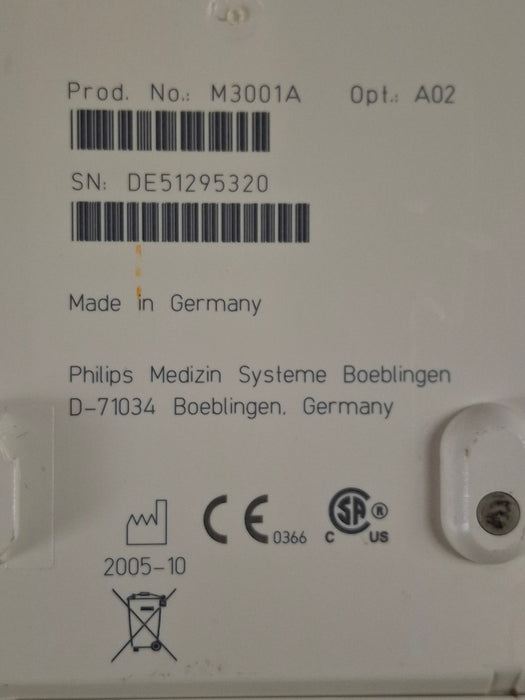 Prod. No.: M3001A Opt.: A02
SN: DE51295320
Made in Germany
Philips Medizin Systeme Boeblingen
D-71034 Boeblingen. Germany
CE 0366
SA ®
C US
2005-10